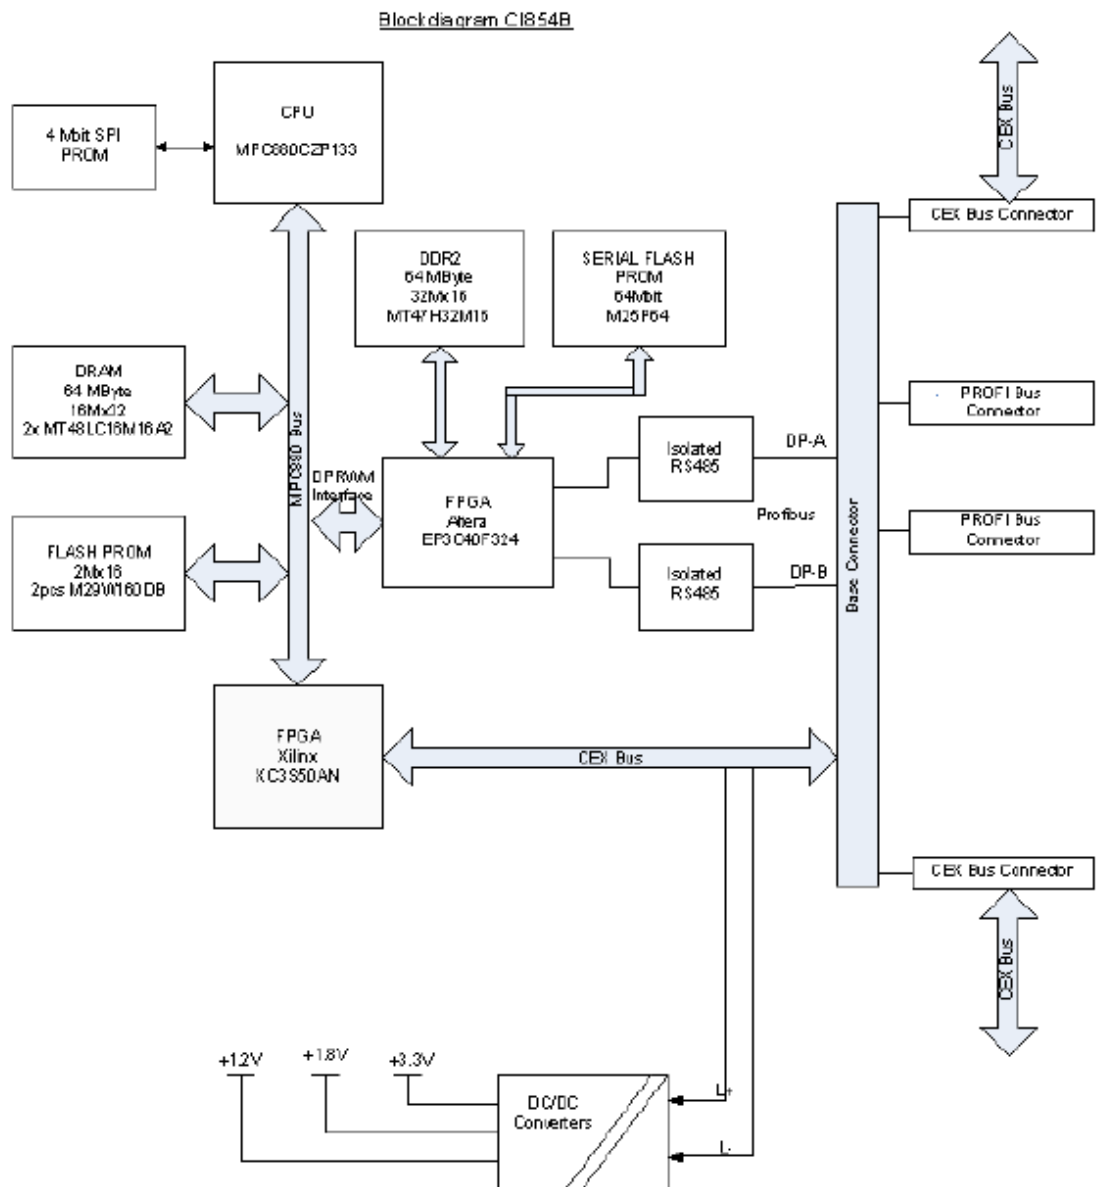 Blockdiagram CI854B
CPU
MPC880CZP133
4 Mbit SPI
PROM
CEX Bus
CEX Bus Connector
DDR2
64 MByte
32Mx16
MT47H32M16
SERIAL FLASH
PROM
64Mbit
M25P64
DRAM
64 MByte
16Mx32
2x MT48LC16M16A2
MPC880 Bus
PROFI Bus
Connector
Isolated
RS485
DP-A
DPRWM
Interface
FPGA
Altera
EP3C40F324
Profibus
PROFI Bus
Connector
FLASH PROM
2Mx16
2pcs M29W160DB
Isolated
RS485
DP-B
Base Connector
FPGA
Xilinx
XC3S50AN
CEX Bus
CEX Bus Connector
CEX Bus
+1.2V
+1.8V
+3.3V
DC/DC
Converters
L+
L-